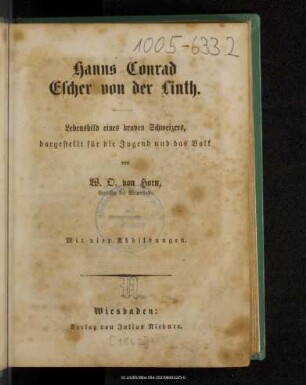 1005-633.2
Hanns Conrad
Escher von der Linth.
Lebensbild eines braven Schweizers,
dargestellt für die Jugend und das Volk
von
W. O. von Horn,
Mit vier Abbildungen.
Wiesbaden:
Verlag von Julius Niedner.